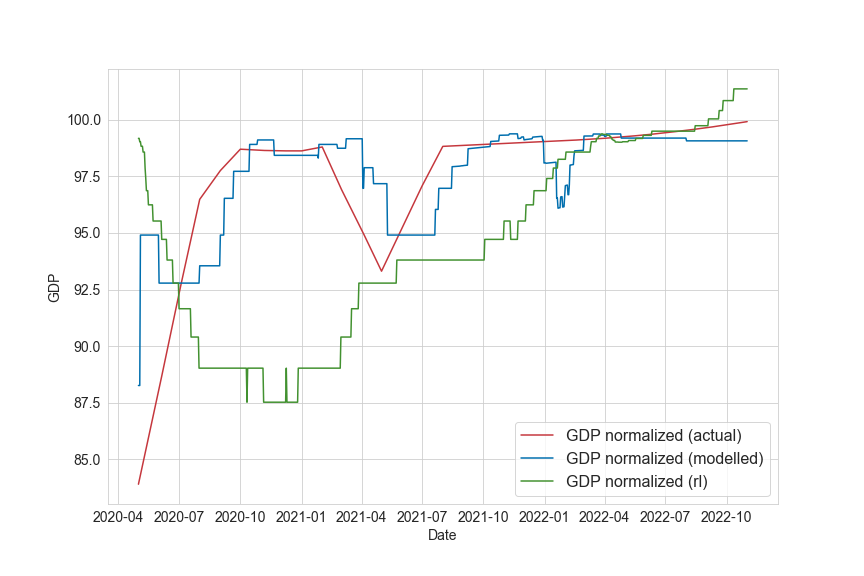 100.0
97.5
95.0
92.5
90.0
87.5
85.0
GDP
GDP normalized (actual)
GDP normalized (modelled)
GDP normalized (rl)
2020-04 2020-07 2020-10 2021-01 2021-04 2021-07 2021-10 2022-01 2022-04 2022-07 2022-10
Date